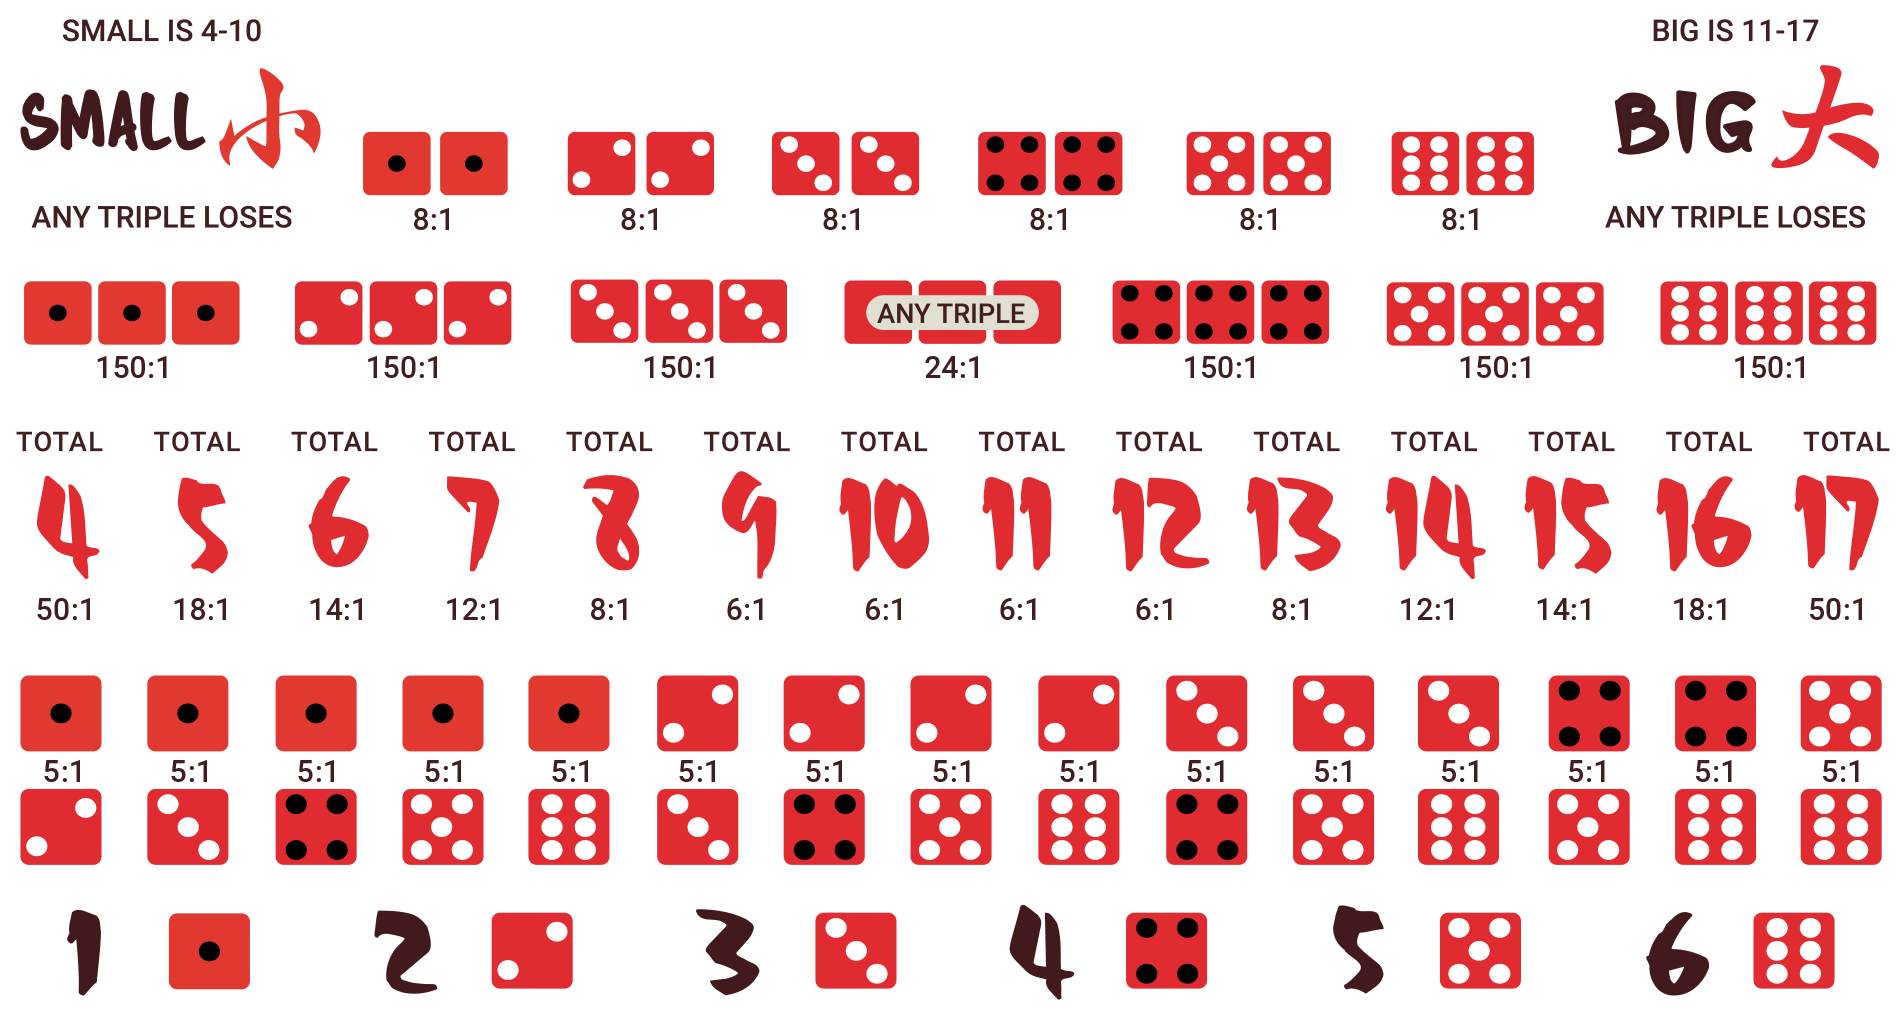 SMALL IS 4-10
BIG IS 11-17
SMALL 小
BIG 大
ANY TRIPLE LOSES
8:1 8:1 8:1 8:1 8:1 8:1
ANY TRIPLE LOSES
ANY TRIPLE
150:1 150:1 150:1 24:1 150:1 150:1 150:1
TOTAL TOTAL TOTAL TOTAL TOTAL TOTAL TOTAL TOTAL TOTAL TOTAL TOTAL TOTAL TOTAL TOTAL
4 5 6 7 8 9 10 11 12 13 14 15 16 17
50:1 18:1 14:1 12:1 8:1 6:1 6:1 6:1 6:1 8:1 12:1 14:1 18:1 50:1
5:1 5:1 5:1 5:1 5:1 5:1 5:1 5:1 5:1 5:1 5:1 5:1 5:1 5:1 5:1
1 2 3 4 5 6